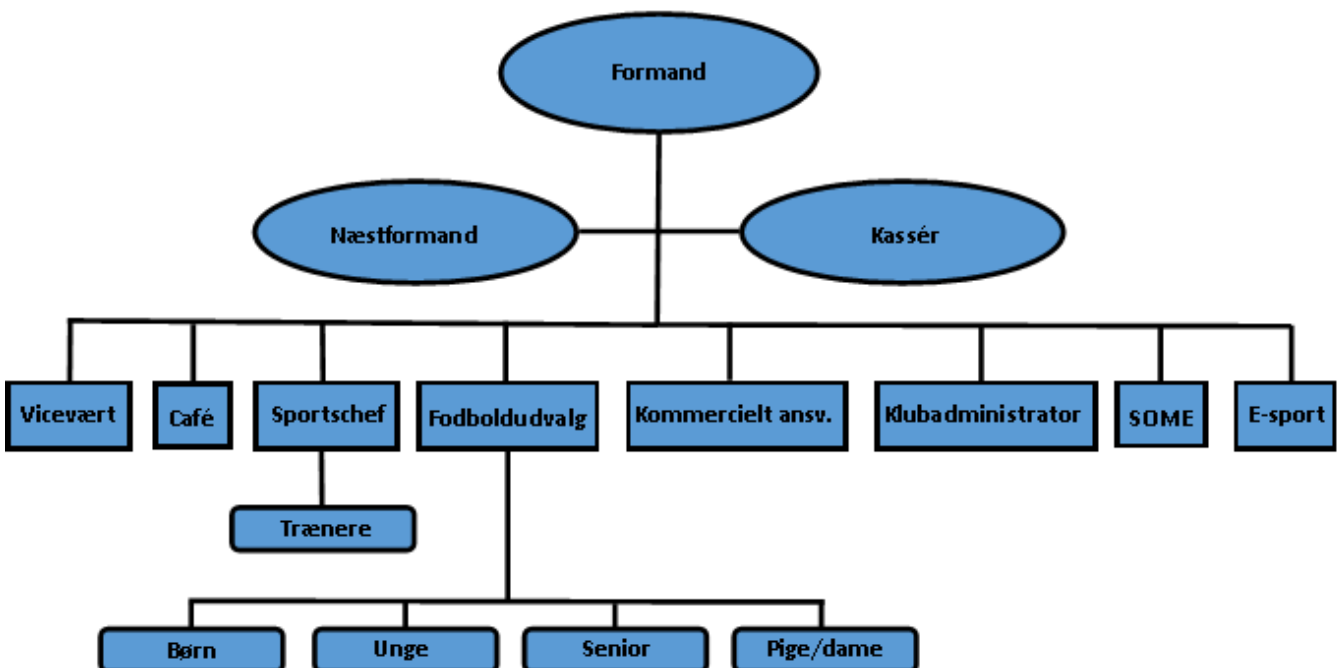 Formand
Næstformand
Kassér
Vicevært
Café
Sportschef
Fodboldudvalg
Kommercielt ansv.
Klubadministrator
SOME
E-sport
Trænere
Børn
Unge
Senior
Pige/dame